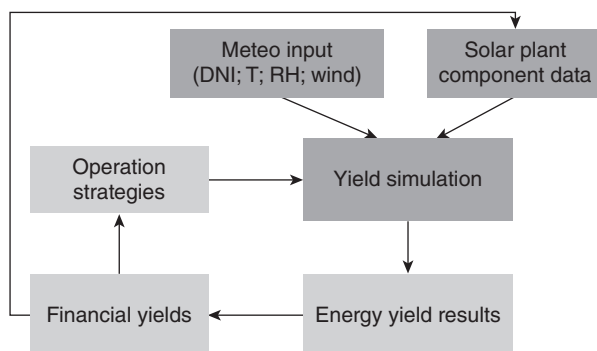 Meteo input
(DNI; T; RH; wind)
Solar plant
component data
Operation
strategies
Yield simulation
Financial yields
Energy yield results